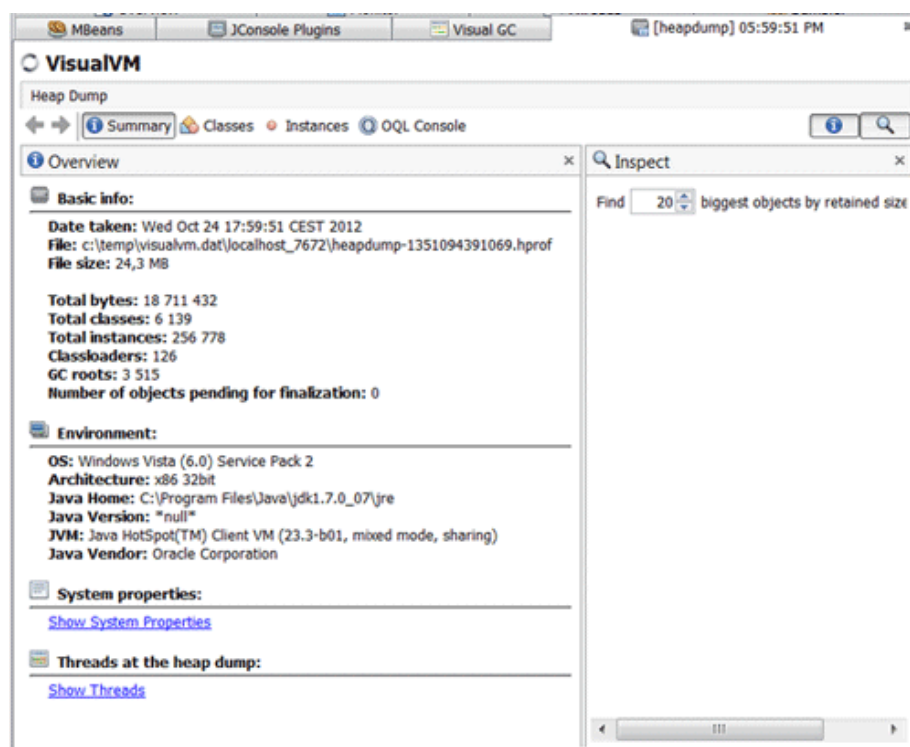 MBeans
JConsole Plugins
Visual GC
[heapdump] 05:59:51 PM
VisualVM
Heap Dump
Summary Classes Instances OQL Console
Overview
Inspect
Basic info:
Find 20 biggest objects by retained size
Date taken: Wed Oct 24 17:59:51 CEST 2012
File: c:\temp\visualvm.dat\localhost_7672\heapdump-1351094391069.hprof
File size: 24,3 MB
Total bytes: 18 711 432
Total classes: 6 139
Total instances: 256 778
Classloaders: 126
GC roots: 3 515
Number of objects pending for finalization: 0
Environment:
OS: Windows Vista (6.0) Service Pack 2
Architecture: x86 32bit
Java Home: C:\Program Files\Java\jdk1.7.0_07\jre
Java Version: "null"
JVM: Java HotSpot(TM) Client VM (23.3-b01, mixed mode, sharing)
Java Vendor: Oracle Corporation
System properties:
Show System Properties
Threads at the heap dump:
Show Threads